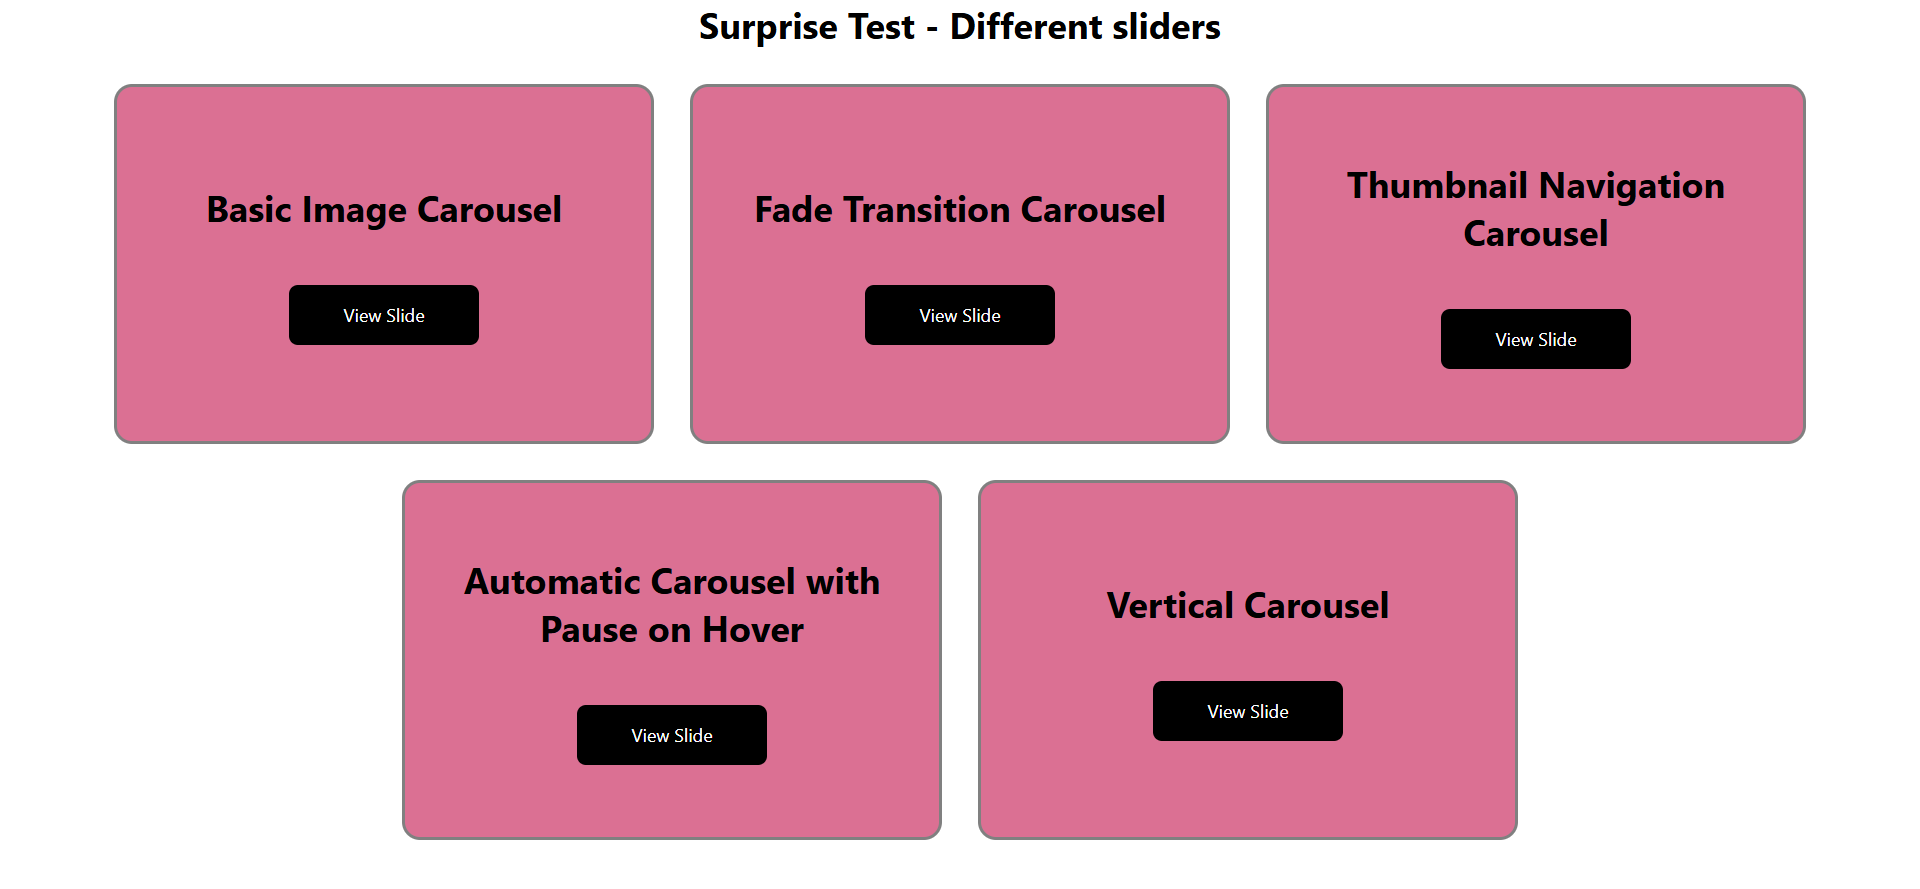 Surprise Test - Different sliders
Basic Image Carousel
View Slide
Fade Transition Carousel
View Slide
Thumbnail Navigation
Carousel
View Slide
Automatic Carousel with
Pause on Hover
View Slide
Vertical Carousel
View Slide